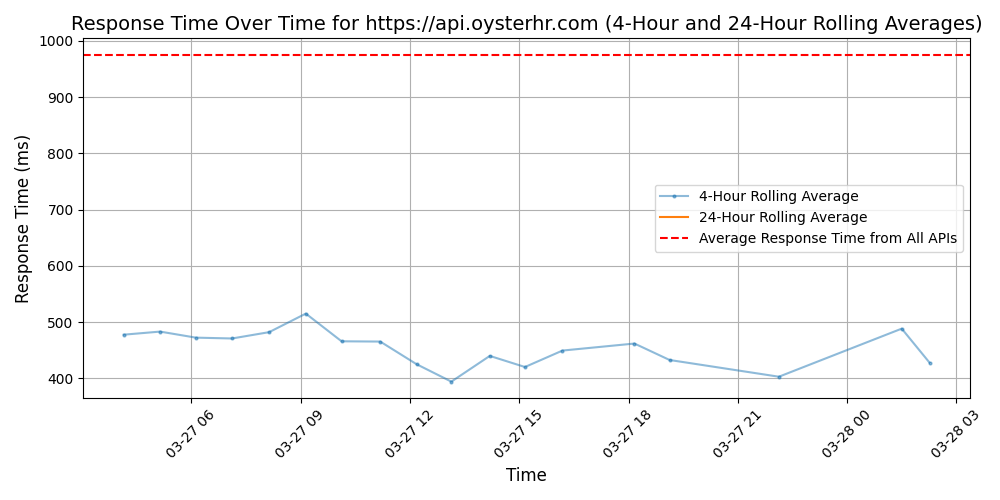 Response Time Over Time for https://api.oysterhr.com (4-Hour and 24-Hour Rolling Averages)
Response Time (ms)
1000
900
800
700
600
500
400
4-Hour Rolling Average
24-Hour Rolling Average
Average Response Time from All APIs
03-27 06
03-27 09
03-27 12
03-27 15
03-27 18
03-27 21
03-28 00
03-28 03
Time